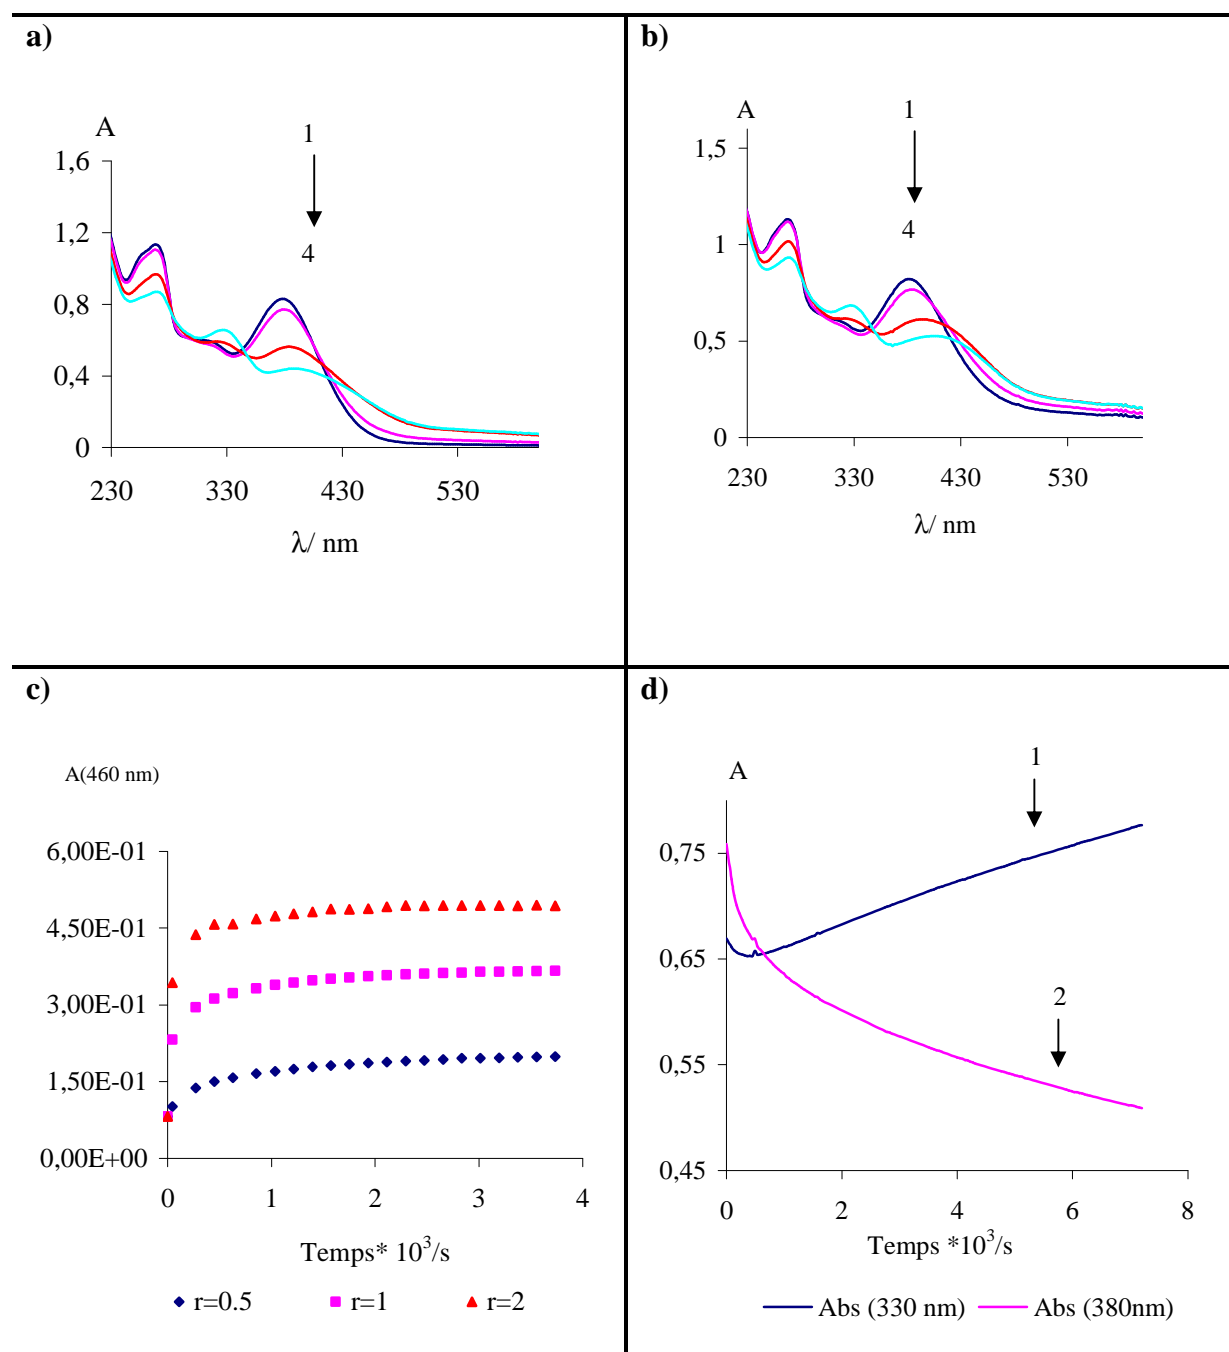 a)
A
1
4
1,6
1,2
0,8
0,4
0
230 330 430 530
λ/ nm
b)
A
1
4
1,5
1
0,5
0
230 330 430 530
λ/ nm
c)
A(460 nm)
6,00E-01
4,50E-01
3,00E-01
1,50E-01
0,00E+00
0 1 2 3 4
Temps* 10³/s
r=0.5 r=1 r=2
d)
A
1
2
0,75
0,65
0,55
0,45
0 2 4 6 8
Temps *10³/s
Abs (330 nm) Abs (380nm)